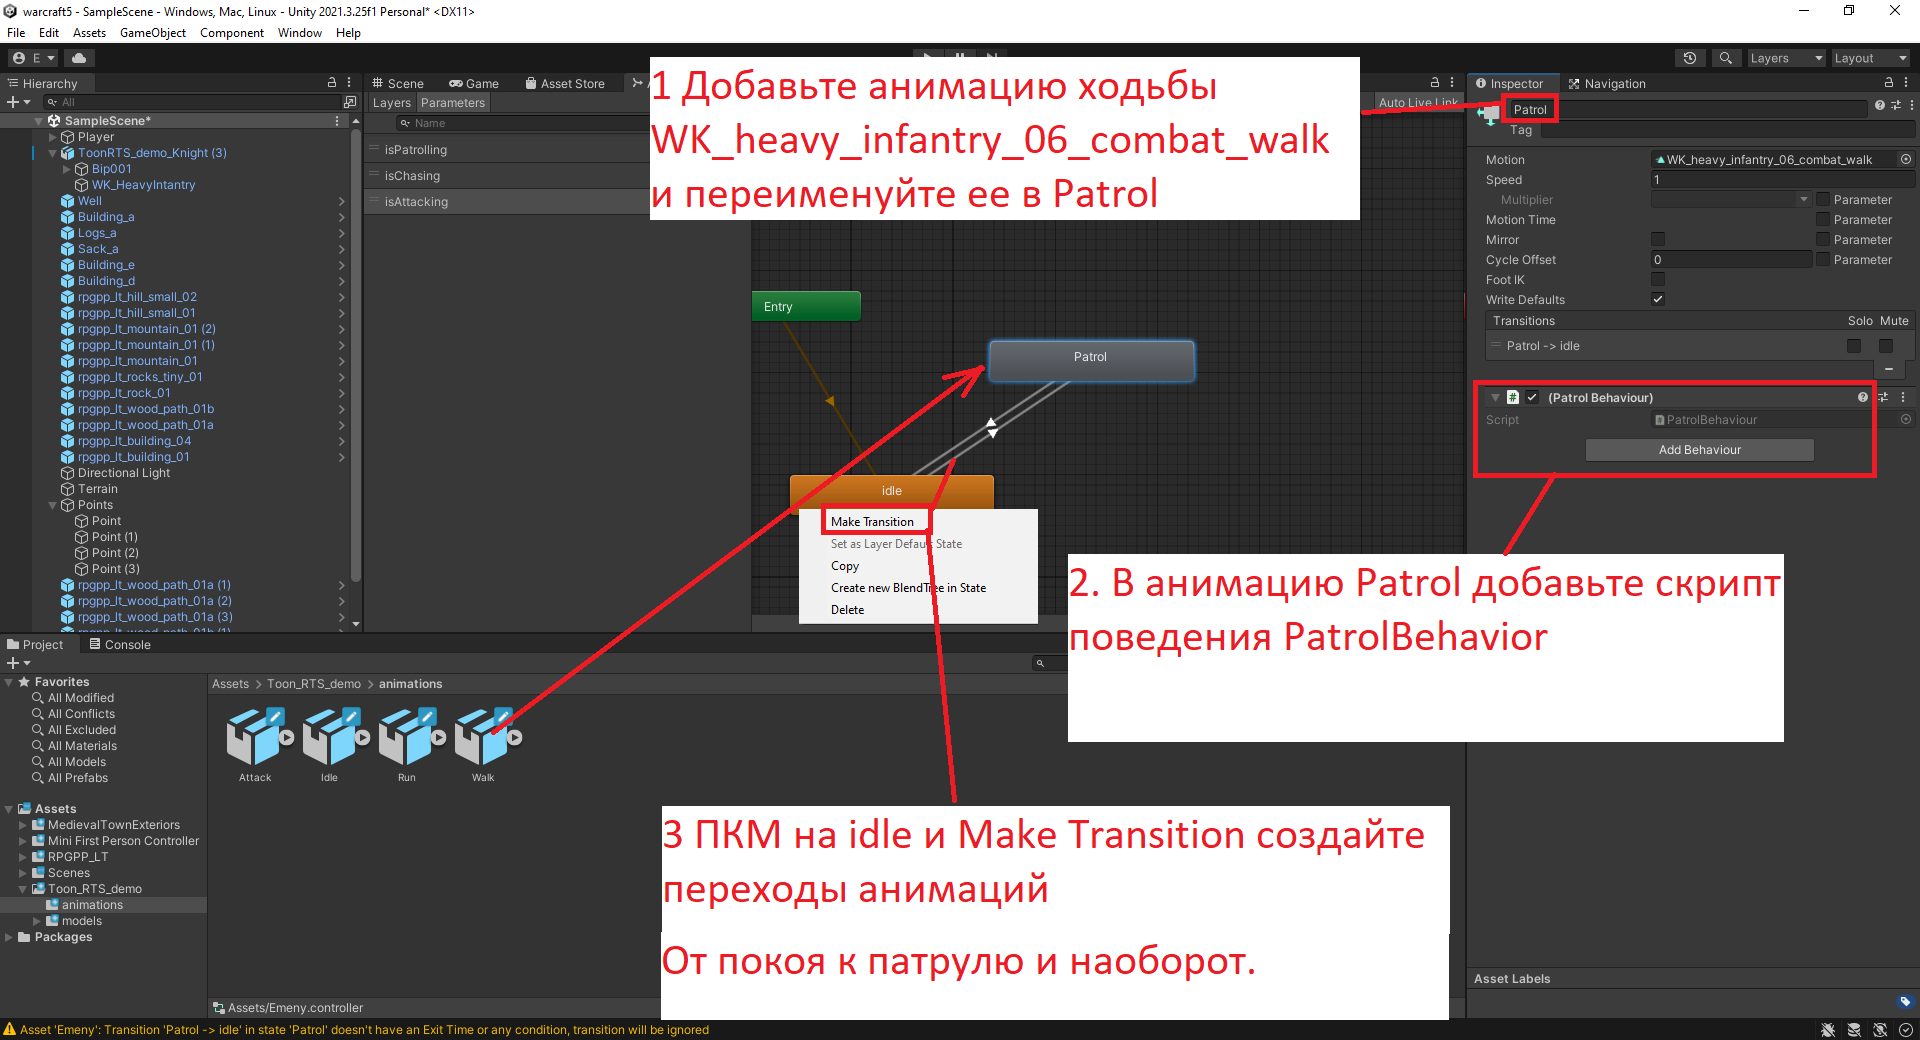 warcraft5 - SampleScene - Windows, Mac, Linux - Unity 2021.3.25f1 Personal* <DX11>
File Edit Assets GameObject Component Window Help
E
Layers
Layout
Hierarchy
All
SampleScene*
Player
ToonRTS_demo_Knight (3)
Bip001
WK_HeavyIntantry
Well
Building_a
Logs_a
Sack_a
Building_e
Building_d
rpgpp_lt_hill_small_02
rpgpp_lt_hill_small_01
rpgpp_lt_mountain_01 (2)
rpgpp_lt_mountain_01 (1)
rpgpp_lt_mountain_01
rpgpp_lt_rocks_tiny_01
rpgpp_lt_rock_01
rpgpp_lt_wood_path_01b
rpgpp_lt_wood_path_01a
rpgpp_lt_building_04
rpgpp_lt_building_01
Directional Light
Terrain
Points
Point
Point (1)
Point (2)
Point (3)
rpgpp_lt_wood_path_01a (1)
rpgpp_lt_wood_path_01a (2)
rpgpp_lt_wood_path_01a (3)
Scene Game Asset Store
Layers Parameters
Name
isPatrolling
isChasing
isAttacking
Auto Live Link
1 Добавьте анимацию ходьбы
WK_heavy_infantry_06_combat_walk
и переименуйте ее в Patrol
Entry
Patrol
idle
Make Transition
Set as Layer Default State
Copy
Create new BlendTree in State
Delete
Inspector Navigation
Patrol
Tag
Motion WK_heavy_infantry_06_combat_walk
Speed 1
Multiplier Parameter
Motion Time Parameter
Mirror Parameter
Cycle Offset 0 Parameter
Foot IK
Write Defaults
Transitions Solo Mute
Patrol -> idle
(Patrol Behaviour)
Script PatrolBehaviour
Add Behaviour
2. В анимацию Patrol добавьте скрипт
поведения PatrolBehavior
Project Console
Favorites
All Modified
All Conflicts
All Excluded
All Materials
All Models
All Prefabs
Assets
MedievalTownExteriors
Mini First Person Controller
RPGPP_LT
Scenes
Toon_RTS_demo
animations
models
Packages
Assets > Toon_RTS_demo > animations
Attack Idle Run Walk
3 ПКМ на idle и Make Transition создайте
переходы анимаций
От покоя к патрулю и наоборот.
Assets/Emeny.controller
Asset Labels
Asset 'Emeny': Transition 'Patrol -> idle' in state 'Patrol' doesn't have an Exit Time or any condition, transition will be ignored